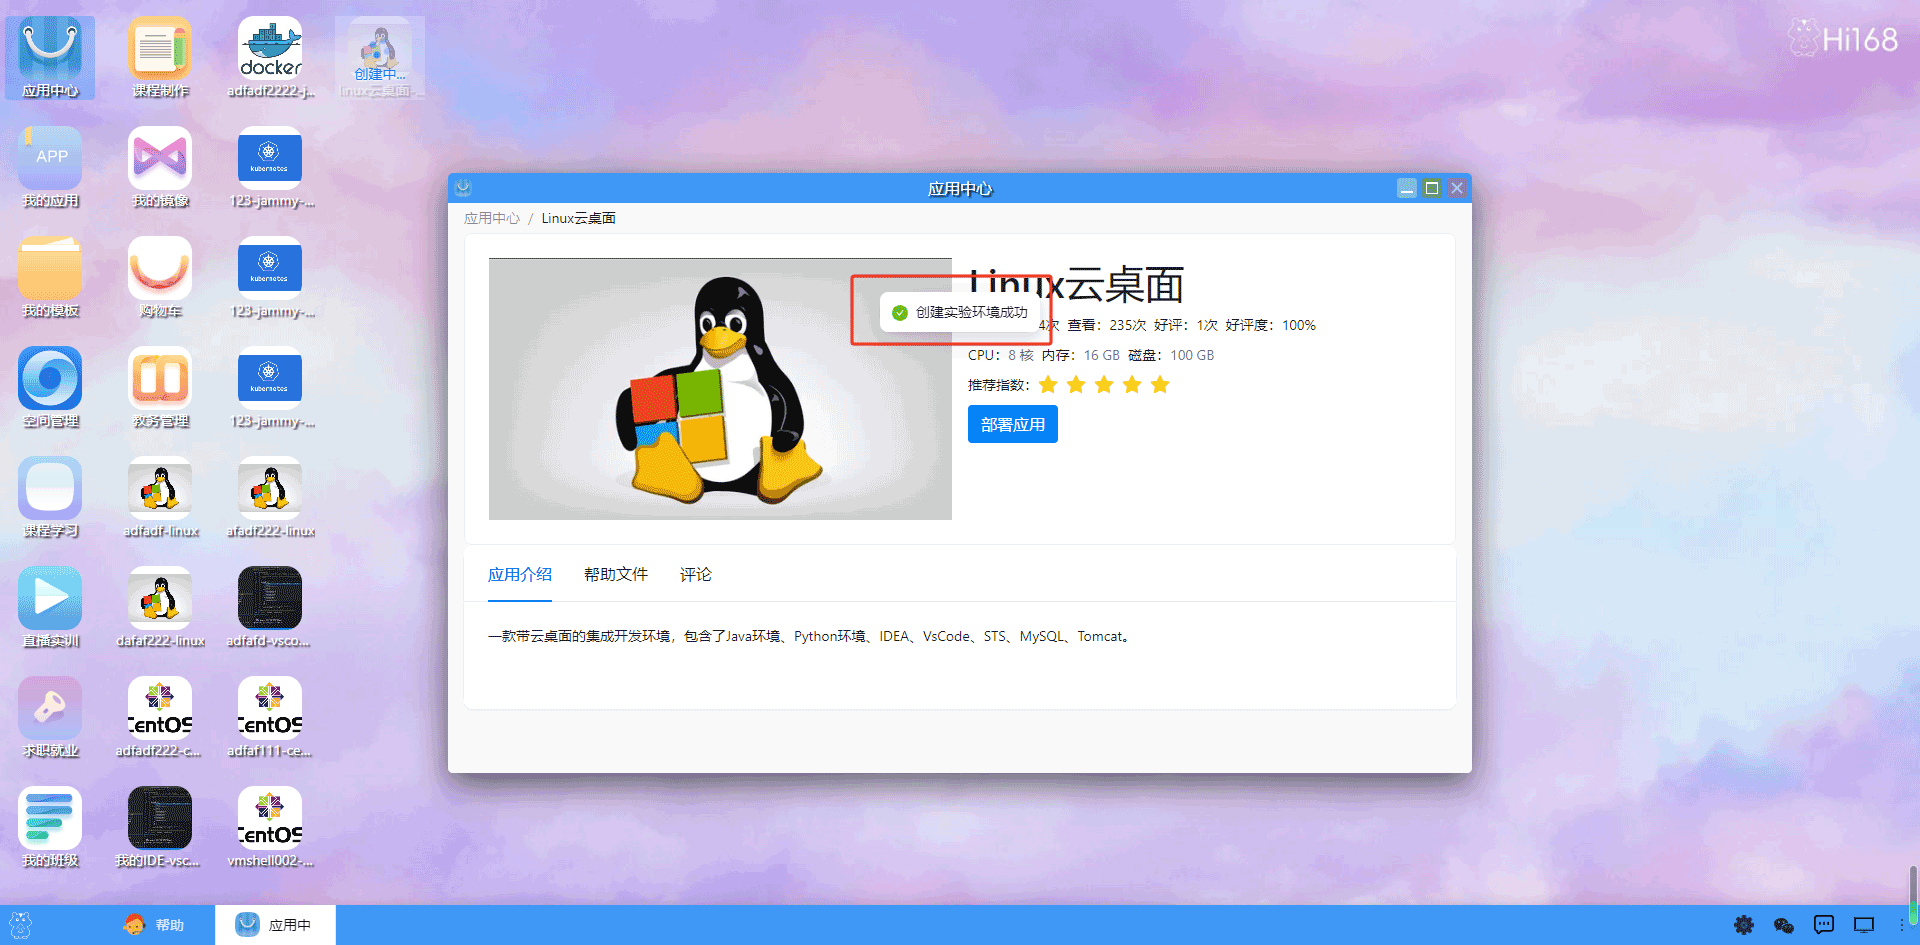 应用中心
课程制作
docker
adfadf2222-j...
创建中...
linux云桌面-...
Hi168
APP
我的应用
我的镜像
kubernetes
123-jammy-...
我的模板
购物车
kubernetes
123-jammy-...
空间管理
教务管理
kubernetes
123-jammy-...
课程学习
adfadf-linux
afadf222-linux
直播实训
dafaf222-linux
adfafd-vsco...
求职就业
CentOS
adfadf222-c...
CentOS
adfaf111-ce...
我的班级
我的IDE-vsc...
CentOS
vmshell002-...
应用中心
应用中心 / Linux云桌面
Linux云桌面
创建实验环境成功
4次 查看：235次 好评：1次 好评度：100%
CPU：8 核 内存：16 GB 磁盘：100 GB
推荐指数：
部署应用
应用介绍 帮助文件 评论
一款带云桌面的集成开发环境，包含了Java环境、Python环境、IDEA、VsCode、STS、MySQL、Tomcat。
帮助
应用中